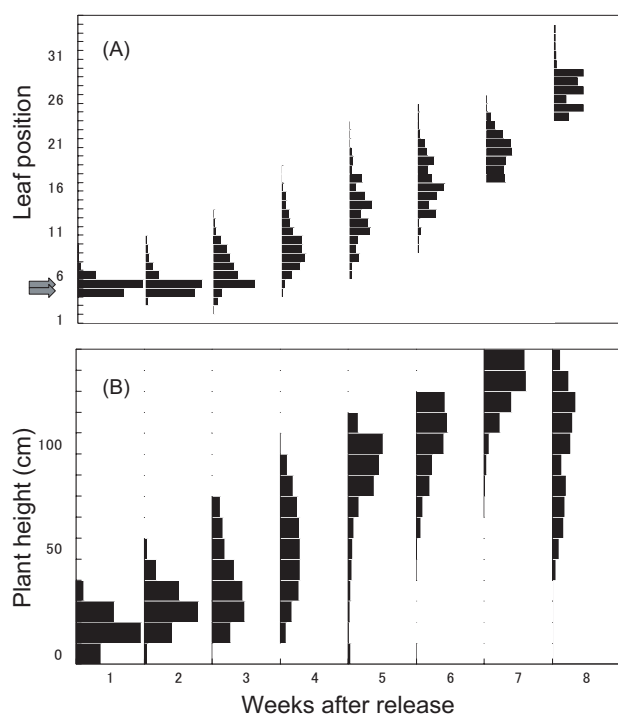 (A)
Leaf position
31
26
21
16
11
6
1
(B)
Plant height (cm)
100
50
0
1 2 3 4 5 6 7 8
Weeks after release